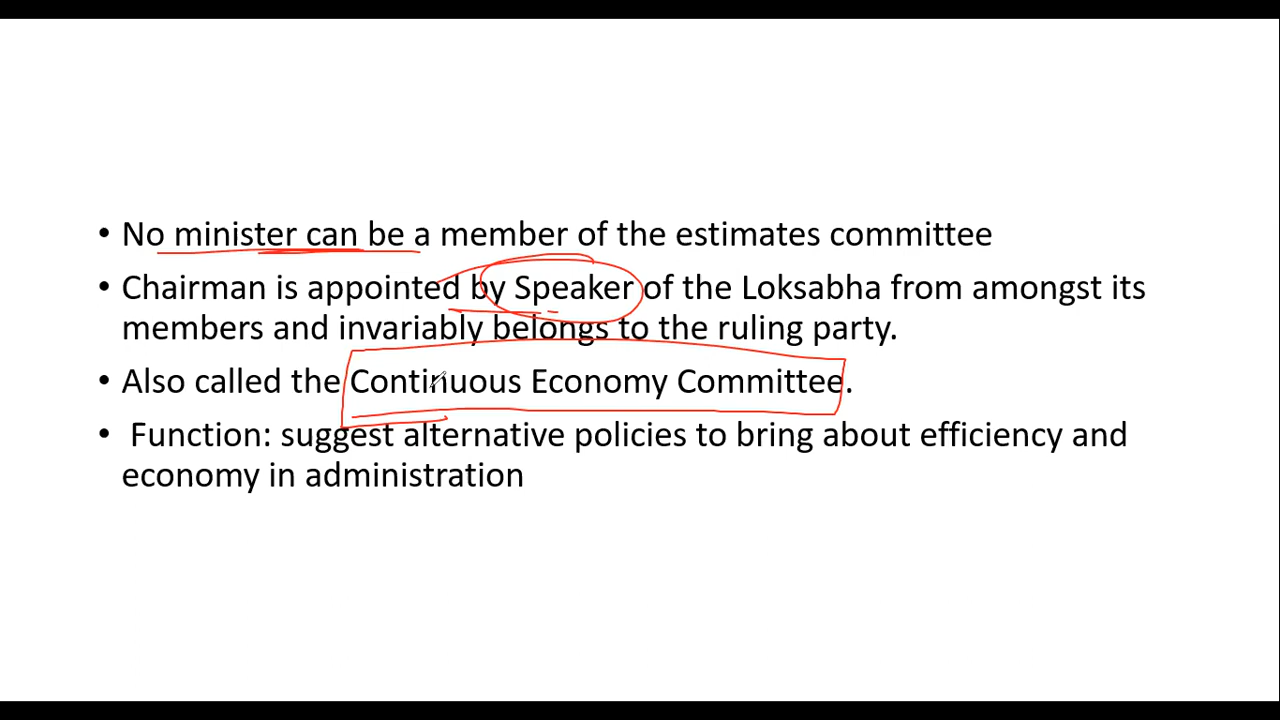 • No minister can be a member of the estimates committee
• Chairman is appointed by Speaker of the Loksabha from amongst its
members and invariably belongs to the ruling party.
• Also called the Continuous Economy Committee.
• Function: suggest alternative policies to bring about efficiency and
economy in administration